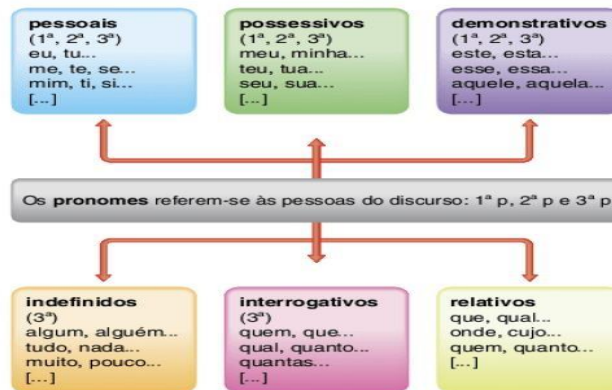 pessoais
(1ª, 2ª, 3ª)
eu, tu...
me, te, se...
mim, ti, si...
[...]
possessivos
(1ª, 2ª, 3ª)
meu, minha...
teu, tua...
seu, sua...
[...]
demonstrativos
(1ª, 2ª, 3ª)
este, esta...
esse, essa...
aquele, aquela...
[...]
Os pronomes referem-se às pessoas do discurso: 1ª p, 2ª p e 3ª p
indefinidos
(3ª)
algum, alguém...
tudo, nada...
muito, pouco...
[...]
interrogativos
(3ª)
quem, que...
qual, quanto...
quantas...
[...]
relativos
que, qual...
onde, cujo...
quem, quanto...
[...]